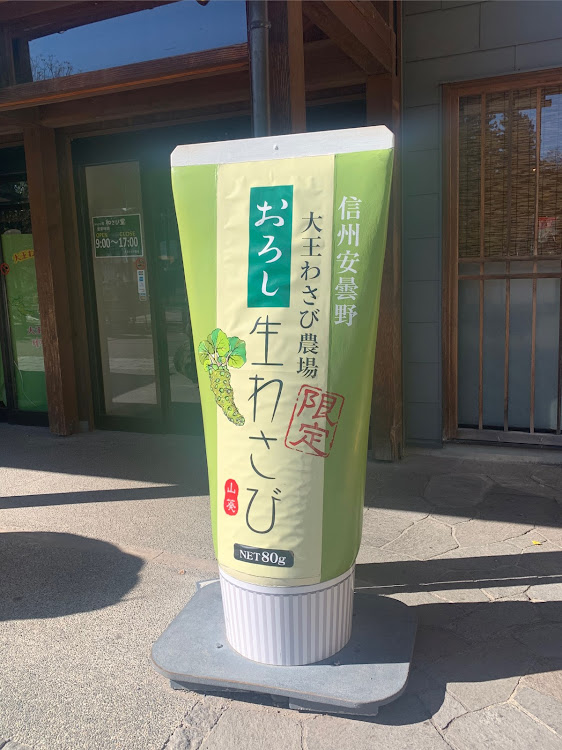 信州安曇野
大王わさび農場
限定
おろし
生わさび
山葵
NET80g
9:00~17:00